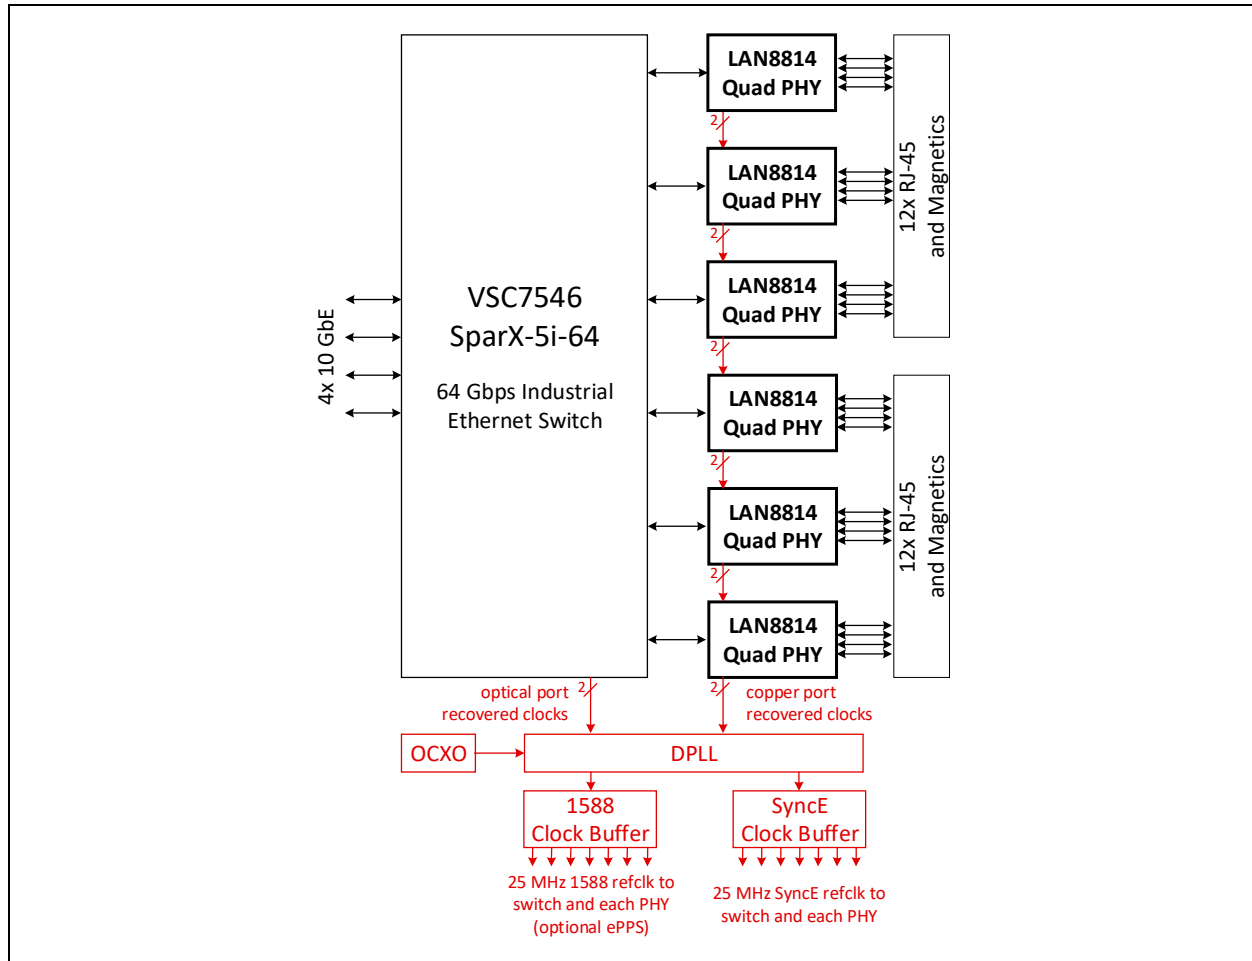 LAN8814
Quad PHY
2
LAN8814
Quad PHY
2
LAN8814
Quad PHY
2
12x RJ-45
and Magnetics
VSC7546
SparX-5i-64
64 Gbps Industrial
Ethernet Switch
4x 10 GbE
LAN8814
Quad PHY
2
LAN8814
Quad PHY
2
LAN8814
Quad PHY
12x RJ-45
and Magnetics
optical port
recovered clocks
2
2
copper port
recovered clocks
OCXO
DPLL
1588
Clock Buffer
SyncE
Clock Buffer
25 MHz 1588 refclk to
switch and each PHY
(optional ePPS)
25 MHz SyncE refclk to
switch and each PHY